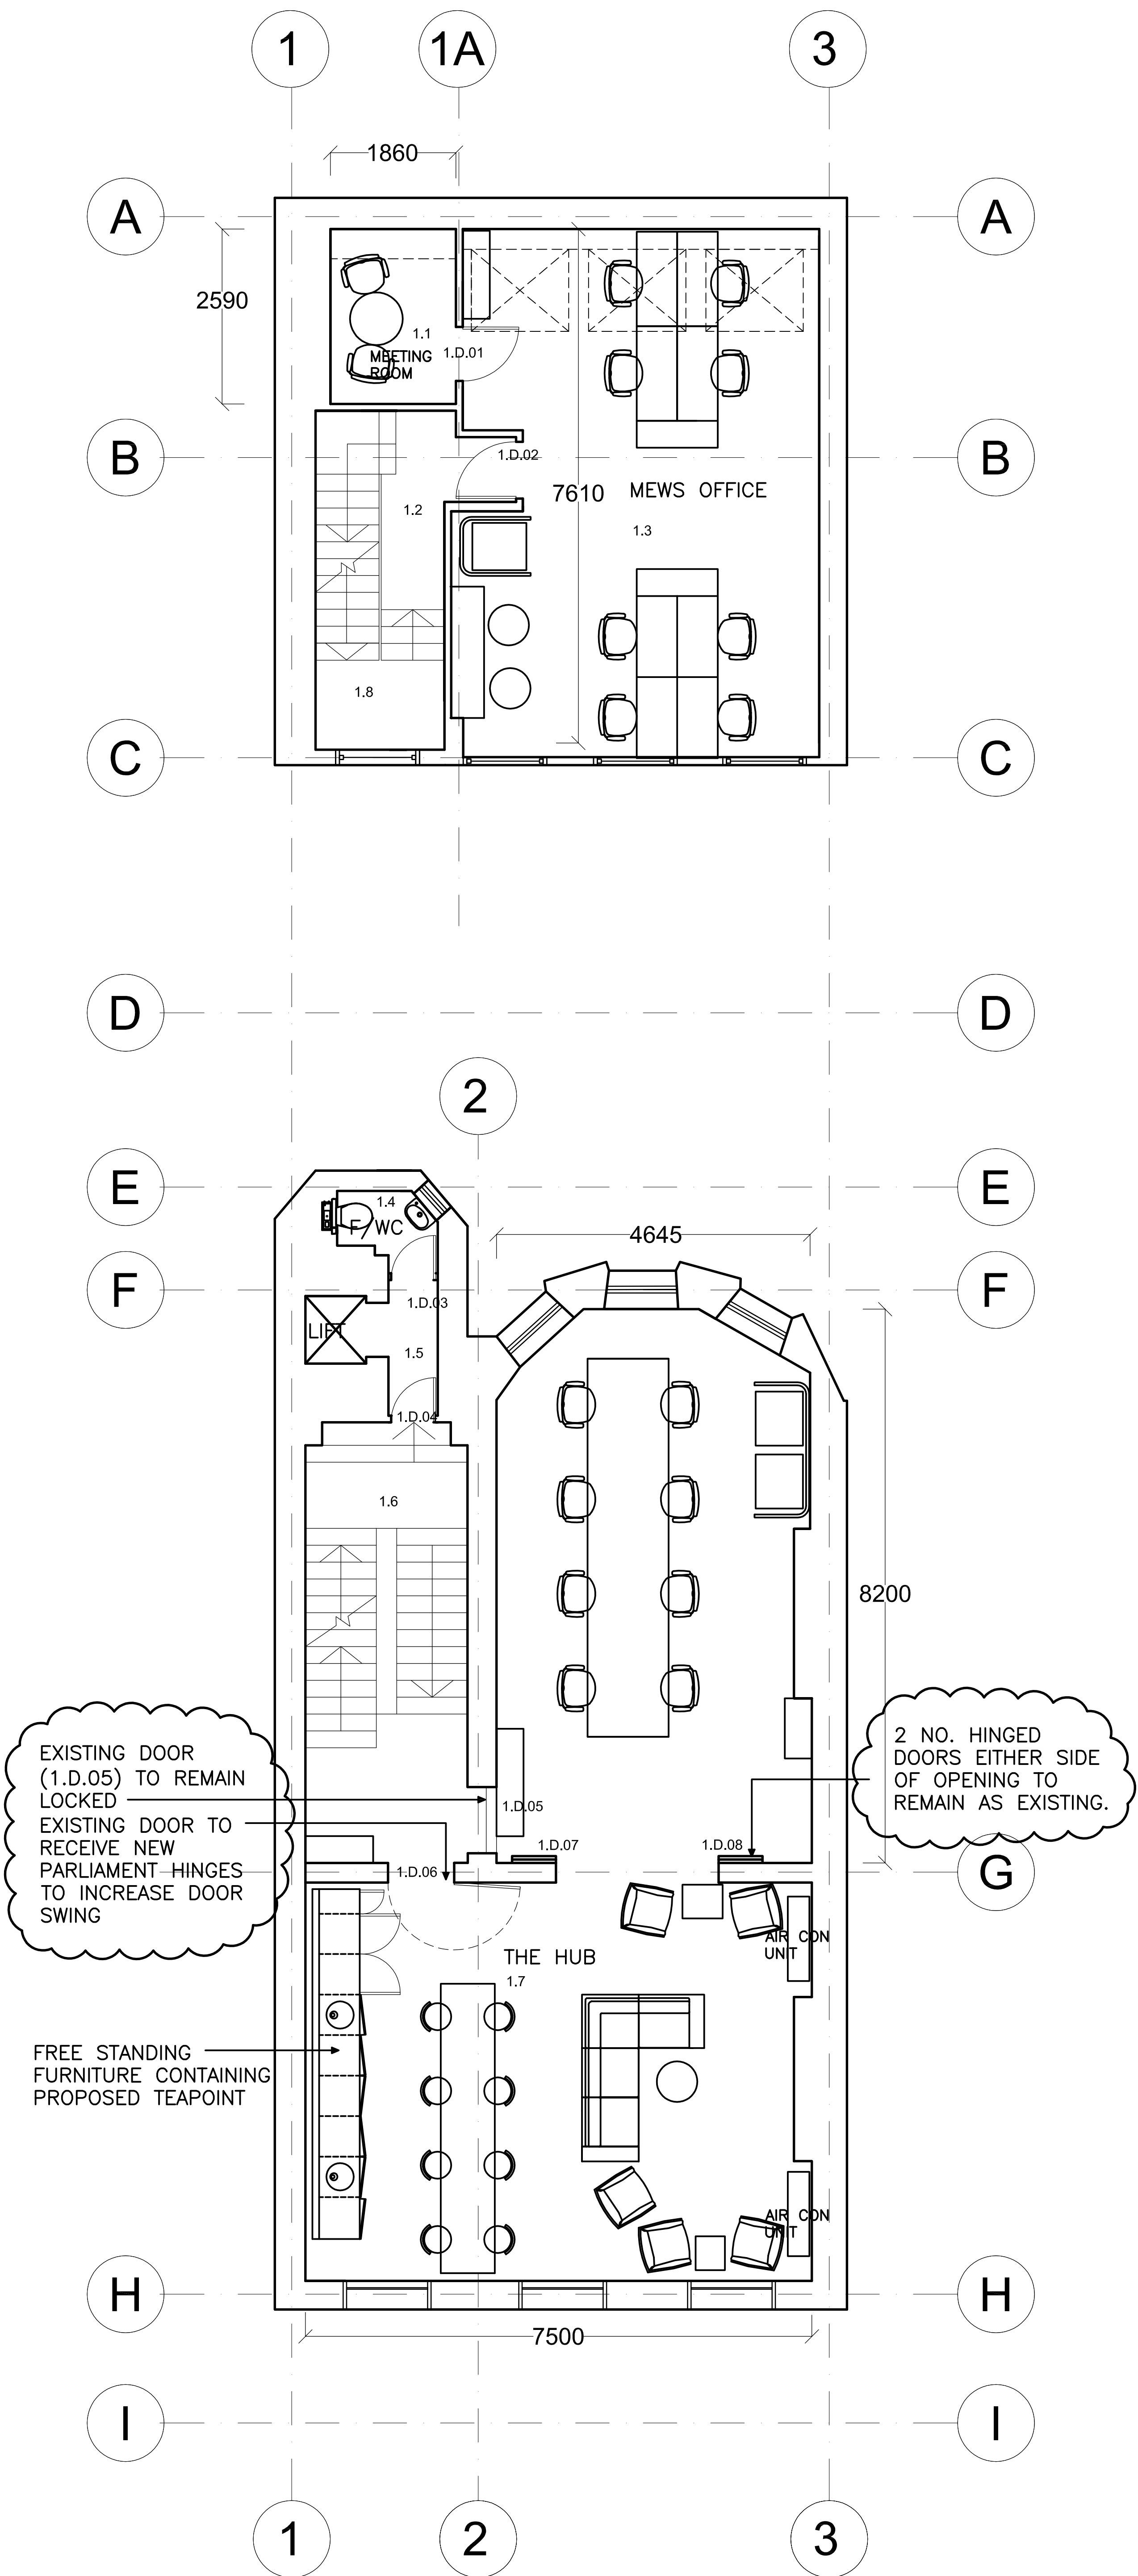 1
1A
3
1860
A
A
2590
1.1
MEETING
ROOM
1.D.01
B
1.D.02
B
7610
MEWS OFFICE
1.2
1.3
1.8
C
C
D
D
2
E
E
1.4
F/WC
4645
F
F
1.D.03
LIFT
1.5
1.D.04
1.6
8200
EXISTING DOOR
(1.D.05) TO REMAIN
LOCKED
EXISTING DOOR TO
RECEIVE NEW
PARLIAMENT HINGES
TO INCREASE DOOR
SWING
2 NO. HINGED
DOORS EITHER SIDE
OF OPENING TO
REMAIN AS EXISTING.
1.D.05
1.D.07
1.D.08
1.D.06
G
AIR CON
UNIT
THE HUB
1.7
FREE STANDING
FURNITURE CONTAINING
PROPOSED TEAPOINT
AIR CON
UNIT
H
H
7500
I
I
1
2
3